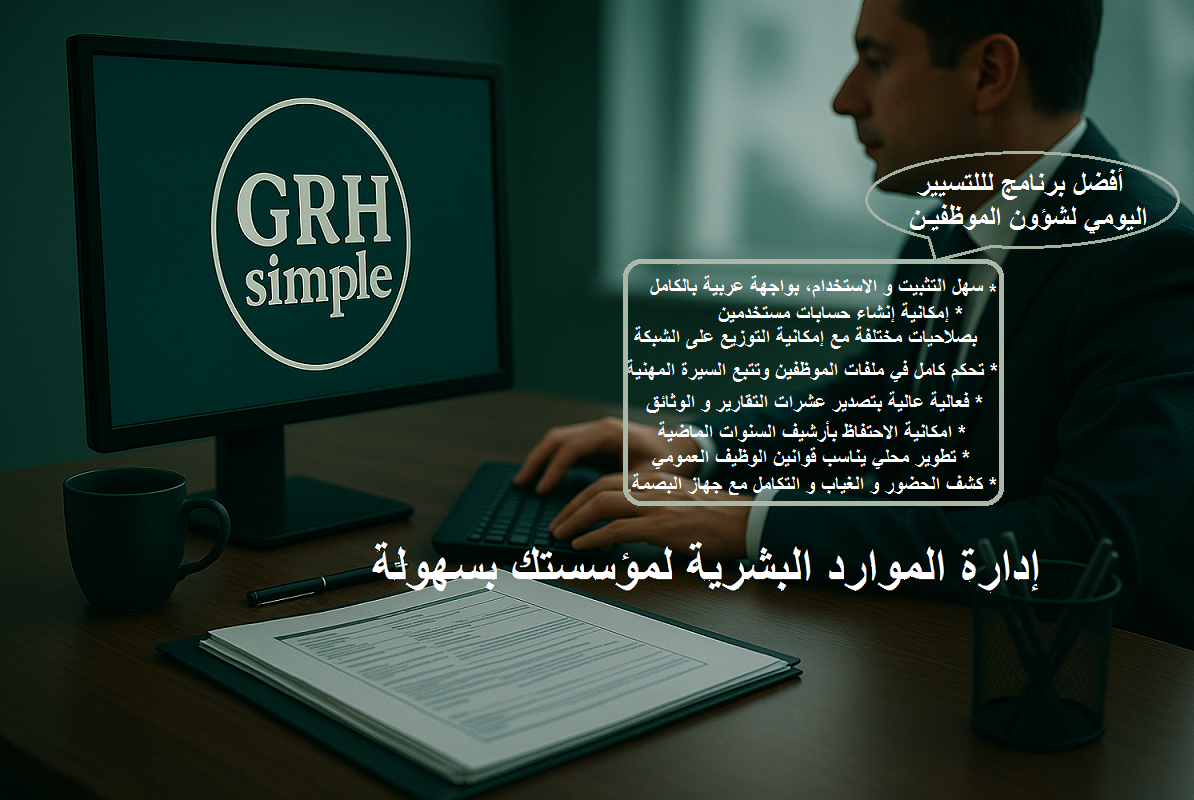 GRH
simple
أفضل برنامج لللتسيير
اليومي لشؤون الموظفين
* سهل التثبيت و الاستخدام، بواجهة عربية بالكامل
* إمكانية إنشاء حسابات مستخدمين
بصلاحيات مختلفة مع إمكانية التوزيع على الشبكة
* تحكم كامل في ملفات الموظفين وتتبع السيرة المهنية
* فعالية عالية بتصدير عشرات التقارير و الوثائق
* امكانية الاحتفاظ بأرشيف السنوات الماضية
* تطوير محلي يناسب قوانين الوظيف العمومي
* كشف الحضور و الغياب و التكامل مع جهاز البصمة
إدارة الموارد البشرية لمؤسستك بسهولة